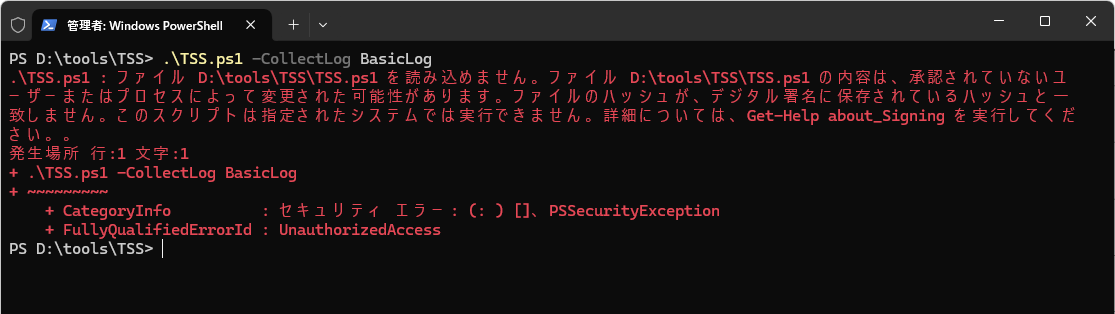 管理者: Windows PowerShell
PS D:\tools\TSS> .\TSS.ps1 -CollectLog BasicLog
.\TSS.ps1 : ファイル D:\tools\TSS\TSS.ps1 を読み込めません。ファイル D:\tools\TSS\TSS.ps1 の内容は、承認されていないユ
ーザーまたはプロセスによって変更された可能性があります。ファイルのハッシュが、デジタル署名に保存されているハッシュと一
致しません。このスクリプトは指定されたシステムでは実行できません。詳細については、Get-Help about_Signing を実行してくだ
さい。。
発生場所 行:1 文字:1
+ .\TSS.ps1 -CollectLog BasicLog
+ ~~~~~~~~~
    + CategoryInfo          : セキュリティ エラー: (: ) []、PSSecurityException
    + FullyQualifiedErrorId : UnauthorizedAccess
PS D:\tools\TSS>